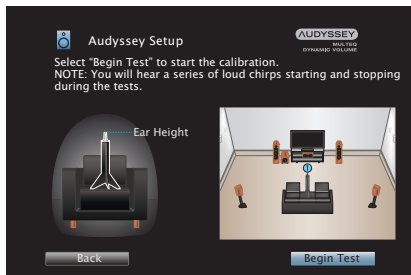 Audyssey Setup
AUDYSSEY
MULTEQ
DYNAMIC VOLUME
Select “Begin Test” to start the calibration.
NOTE: You will hear a series of loud chirps starting and stopping
during the tests.
Ear Height
Back
Begin Test